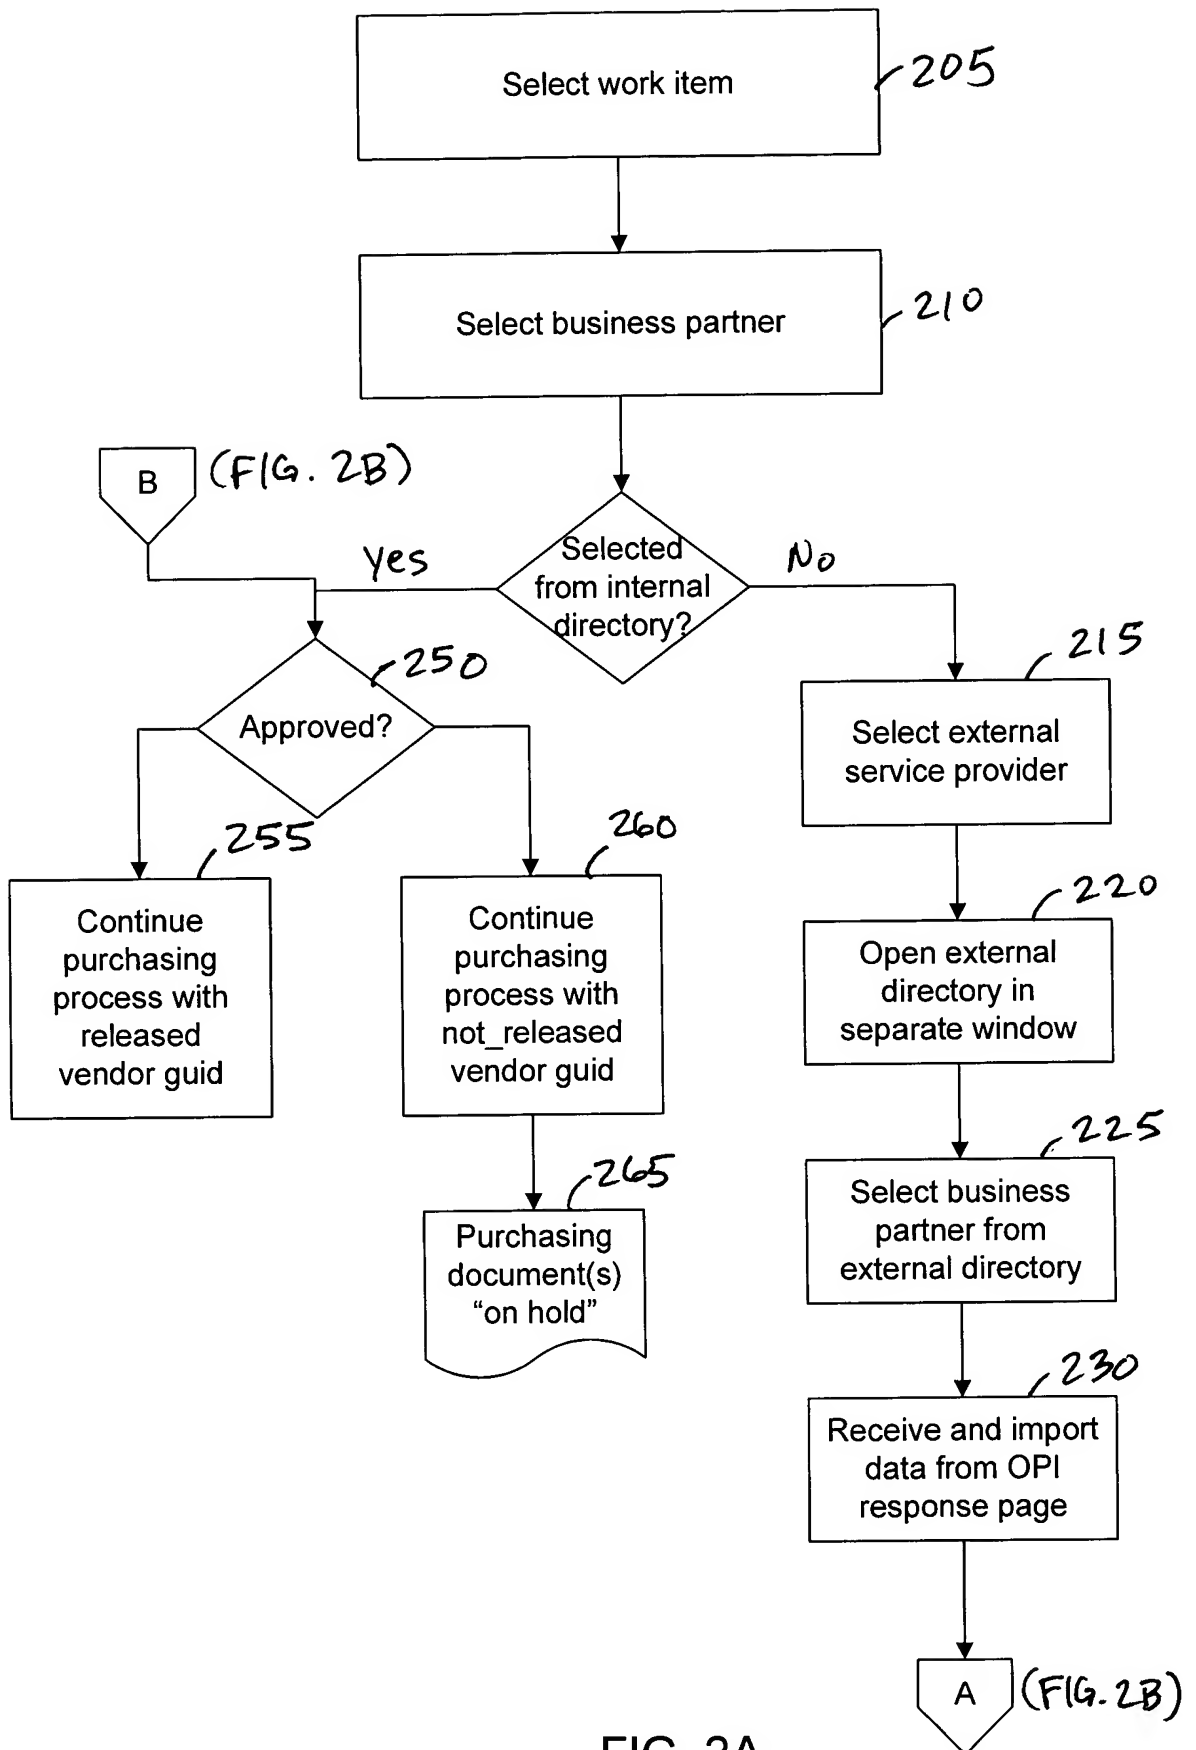 Select work item
205
Select business partner
210
B
(FIG. 2B)
Selected
from internal
directory?
Yes
No
Approved?
250
215
Select external
service provider
255
Continue
purchasing
process with
released
vendor guid
260
Continue
purchasing
process with
not_released
vendor guid
220
Open external
directory in
separate window
225
Select business
partner from
external directory
265
Purchasing
document(s)
“on hold”
230
Receive and import
data from OPI
response page
A
(FIG. 2B)
FIG. 2A